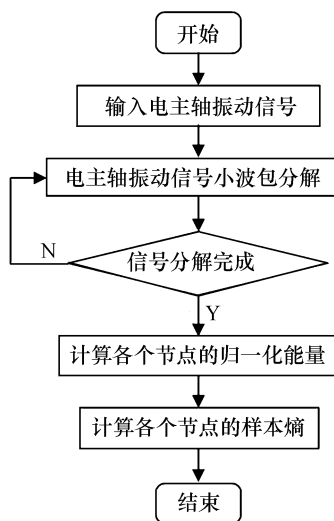 开始
输入电主轴振动信号
电主轴振动信号小波包分解
信号分解完成
N
Y
计算各个节点的归一化能量
计算各个节点的样本熵
结束